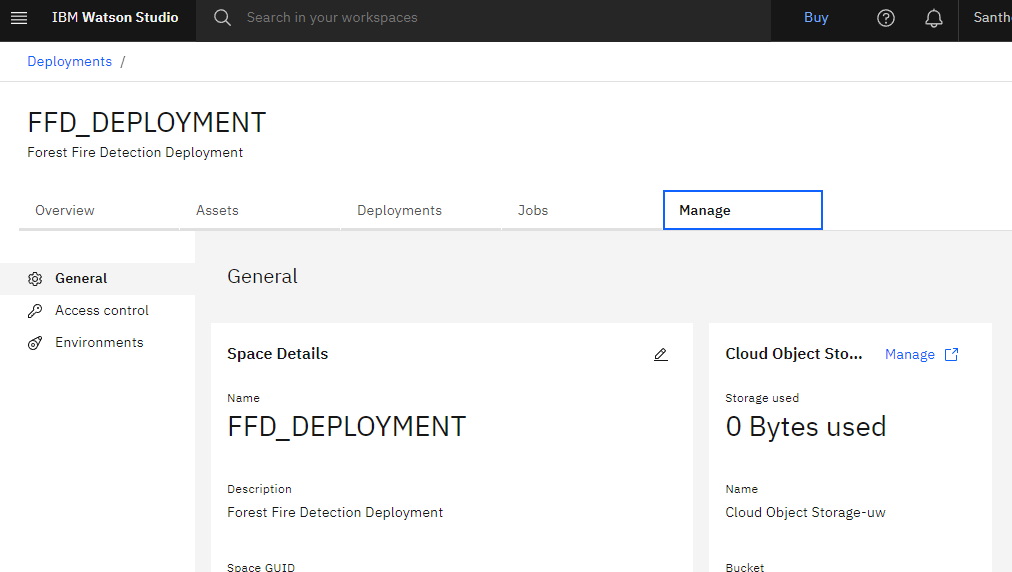 IBM Watson Studio
Search in your workspaces
Buy
Santh
Deployments /
FFD_DEPLOYMENT
Forest Fire Detection Deployment
Overview
Assets
Deployments
Jobs
Manage
General
Access control
Environments
General
Space Details
Name
FFD_DEPLOYMENT
Description
Forest Fire Detection Deployment
Space GUID
Cloud Object Sto...
Manage
Storage used
0 Bytes used
Name
Cloud Object Storage-uw
Bucket